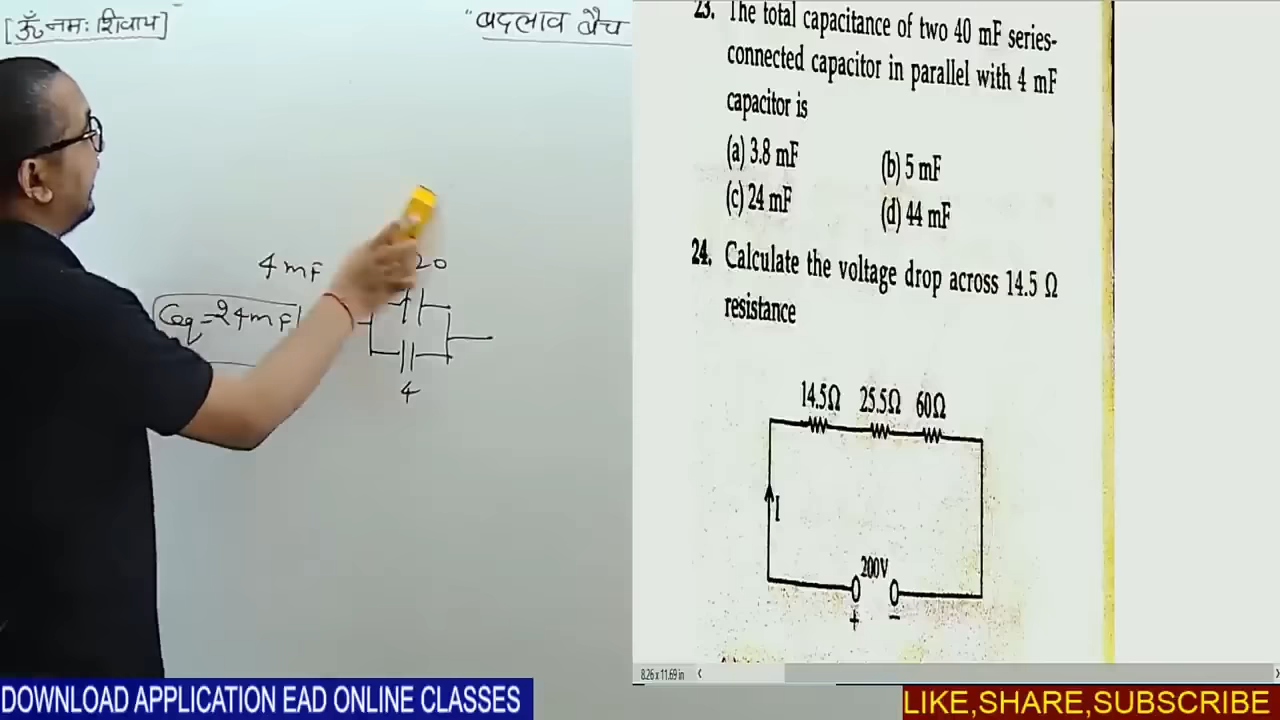 [ॐ नमः शिवाय]
"बदलाव बैच
4 mF
20
Ceq = 24 mF
4
23. The total capacitance of two 40 mF series-
connected capacitor in parallel with 4 mF
capacitor is
(a) 3.8 mF (b) 5 mF
(c) 24 mF (d) 44 mF
24. Calculate the voltage drop across 14.5 Ω
resistance
14.5Ω 25.5Ω 60Ω
I
200V
+ −
8.26 x 11.69 in
DOWNLOAD APPLICATION EAD ONLINE CLASSES
LIKE,SHARE,SUBSCRIBE